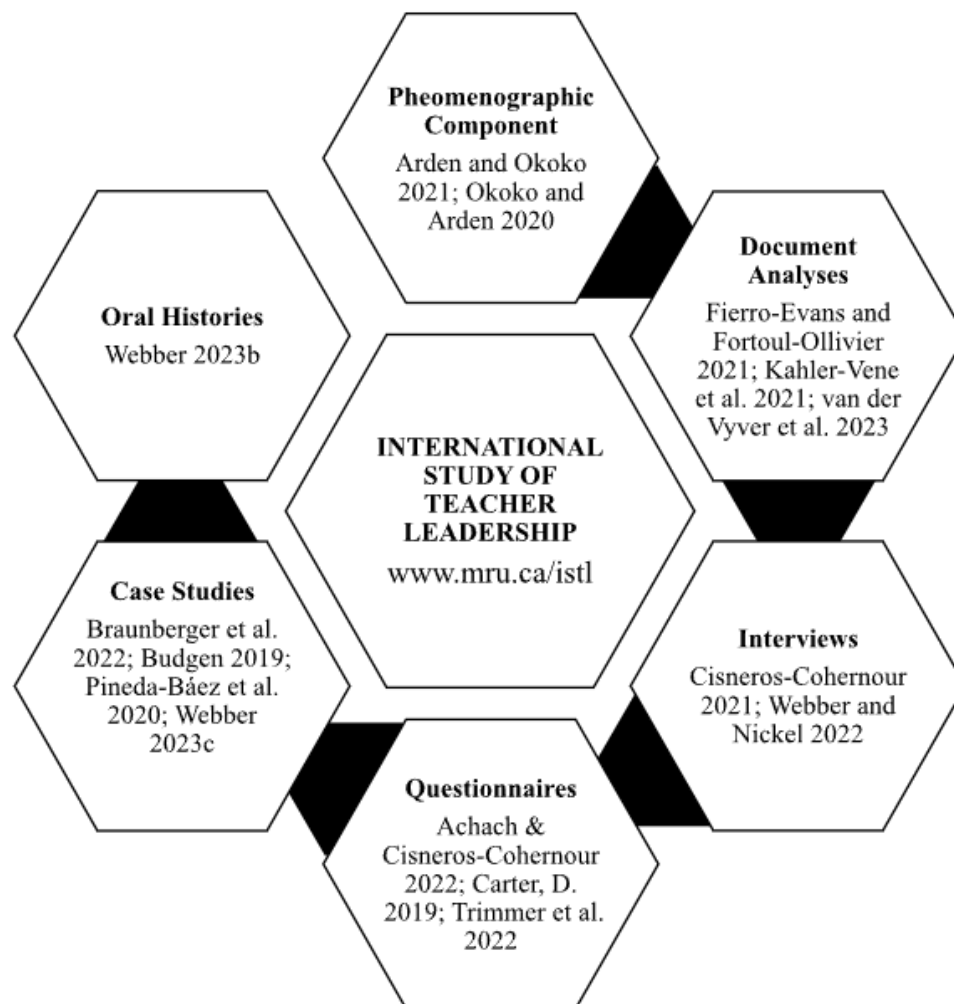 Pheomenographic
Component
Arden and Okoko
2021; Okoko and
Arden 2020
Document
Analyses
Fierro-Evans and
Fortoul-Ollivier
2021; Kahler-Vene
et al. 2021; van der
Vyver et al. 2023
Interviews
Cisneros-Cohernour
2021; Webber and
Nickel 2022
Questionnaires
Achach &
Cisneros-Cohernour
2022; Carter, D.
2019; Trimmer et al.
2022
Case Studies
Braunberger et al.
2022; Budgen 2019;
Pineda-Báez et al.
2020; Webber
2023c
Oral Histories
Webber 2023b
INTERNATIONAL
STUDY OF
TEACHER
LEADERSHIP
www.mru.ca/istl